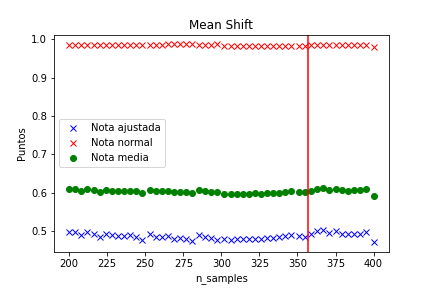 Mean Shift
1.0
0.9
0.8
0.7
0.6
0.5
Puntos
Nota ajustada
Nota normal
Nota media
200 225 250 275 300 325 350 375 400
n_samples